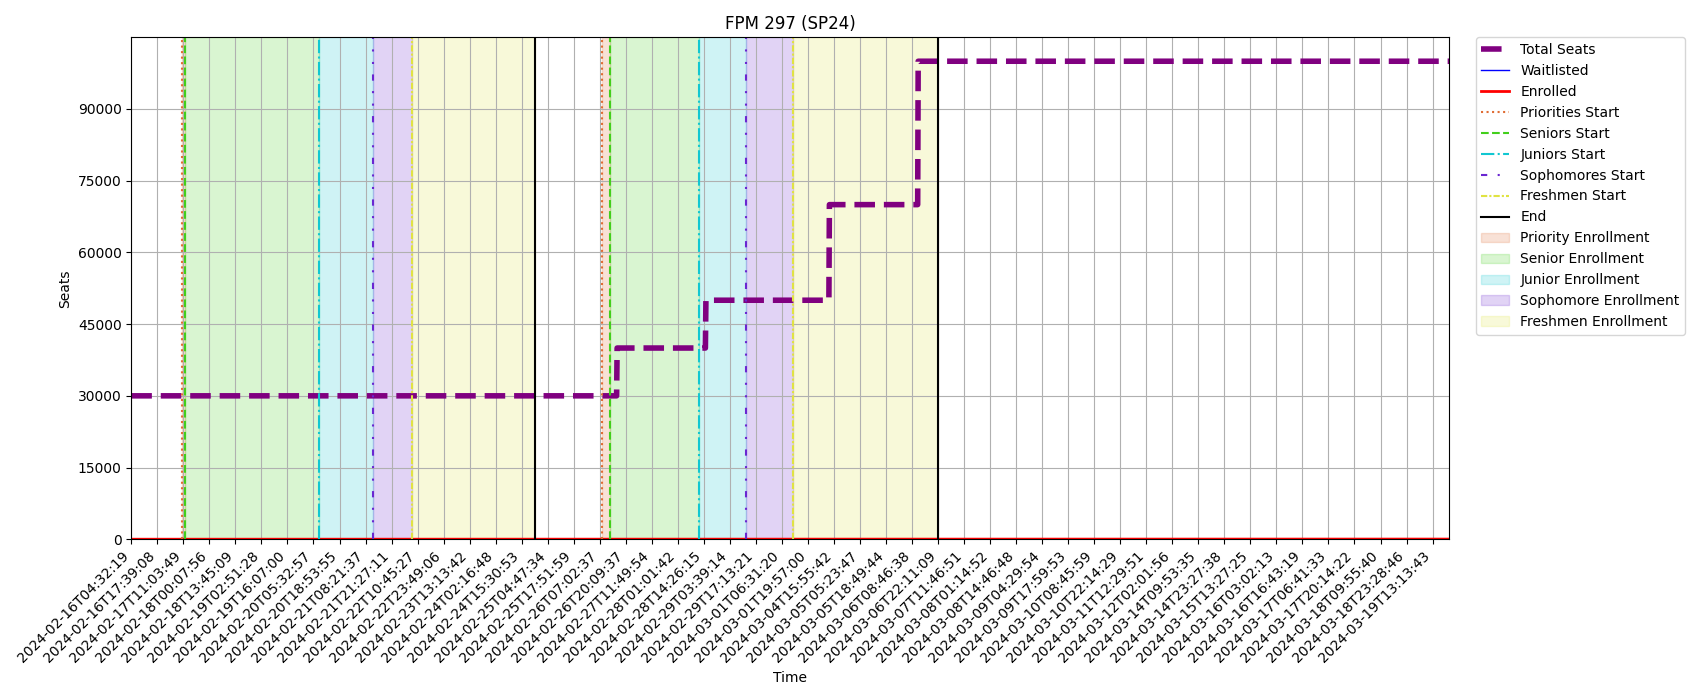 FPM 297 (SP24)
Seats
90000
75000
60000
45000
30000
15000
0
2024-02-16T04:32:19
2024-02-16T17:39:08
2024-02-17T11:03:49
2024-02-18T00:07:56
2024-02-18T13:45:09
2024-02-19T02:51:28
2024-02-19T16:07:00
2024-02-20T05:32:57
2024-02-20T18:53:55
2024-02-21T08:21:37
2024-02-21T21:27:11
2024-02-22T10:45:27
2024-02-22T23:49:06
2024-02-23T13:13:42
2024-02-24T02:16:48
2024-02-24T15:30:53
2024-02-25T04:47:34
2024-02-25T17:51:59
2024-02-26T07:02:37
2024-02-26T20:09:37
2024-02-27T11:49:54
2024-02-28T01:01:42
2024-02-28T14:26:15
2024-02-29T03:39:14
2024-02-29T17:13:21
2024-03-01T06:31:20
2024-03-01T19:57:00
2024-03-04T15:55:42
2024-03-05T05:23:47
2024-03-05T18:49:44
2024-03-06T08:46:38
2024-03-06T22:11:09
2024-03-07T11:46:51
2024-03-08T01:14:52
2024-03-08T14:46:48
2024-03-09T04:29:54
2024-03-09T17:59:53
2024-03-10T08:45:59
2024-03-10T22:14:29
2024-03-11T12:29:51
2024-03-12T02:01:56
2024-03-14T09:53:35
2024-03-14T23:27:38
2024-03-15T13:27:25
2024-03-16T03:02:13
2024-03-16T16:43:19
2024-03-17T06:41:33
2024-03-17T20:14:22
2024-03-18T09:55:40
2024-03-18T23:28:46
2024-03-19T13:13:43
Time
Total Seats
Waitlisted
Enrolled
Priorities Start
Seniors Start
Juniors Start
Sophomores Start
Freshmen Start
End
Priority Enrollment
Senior Enrollment
Junior Enrollment
Sophomore Enrollment
Freshmen Enrollment